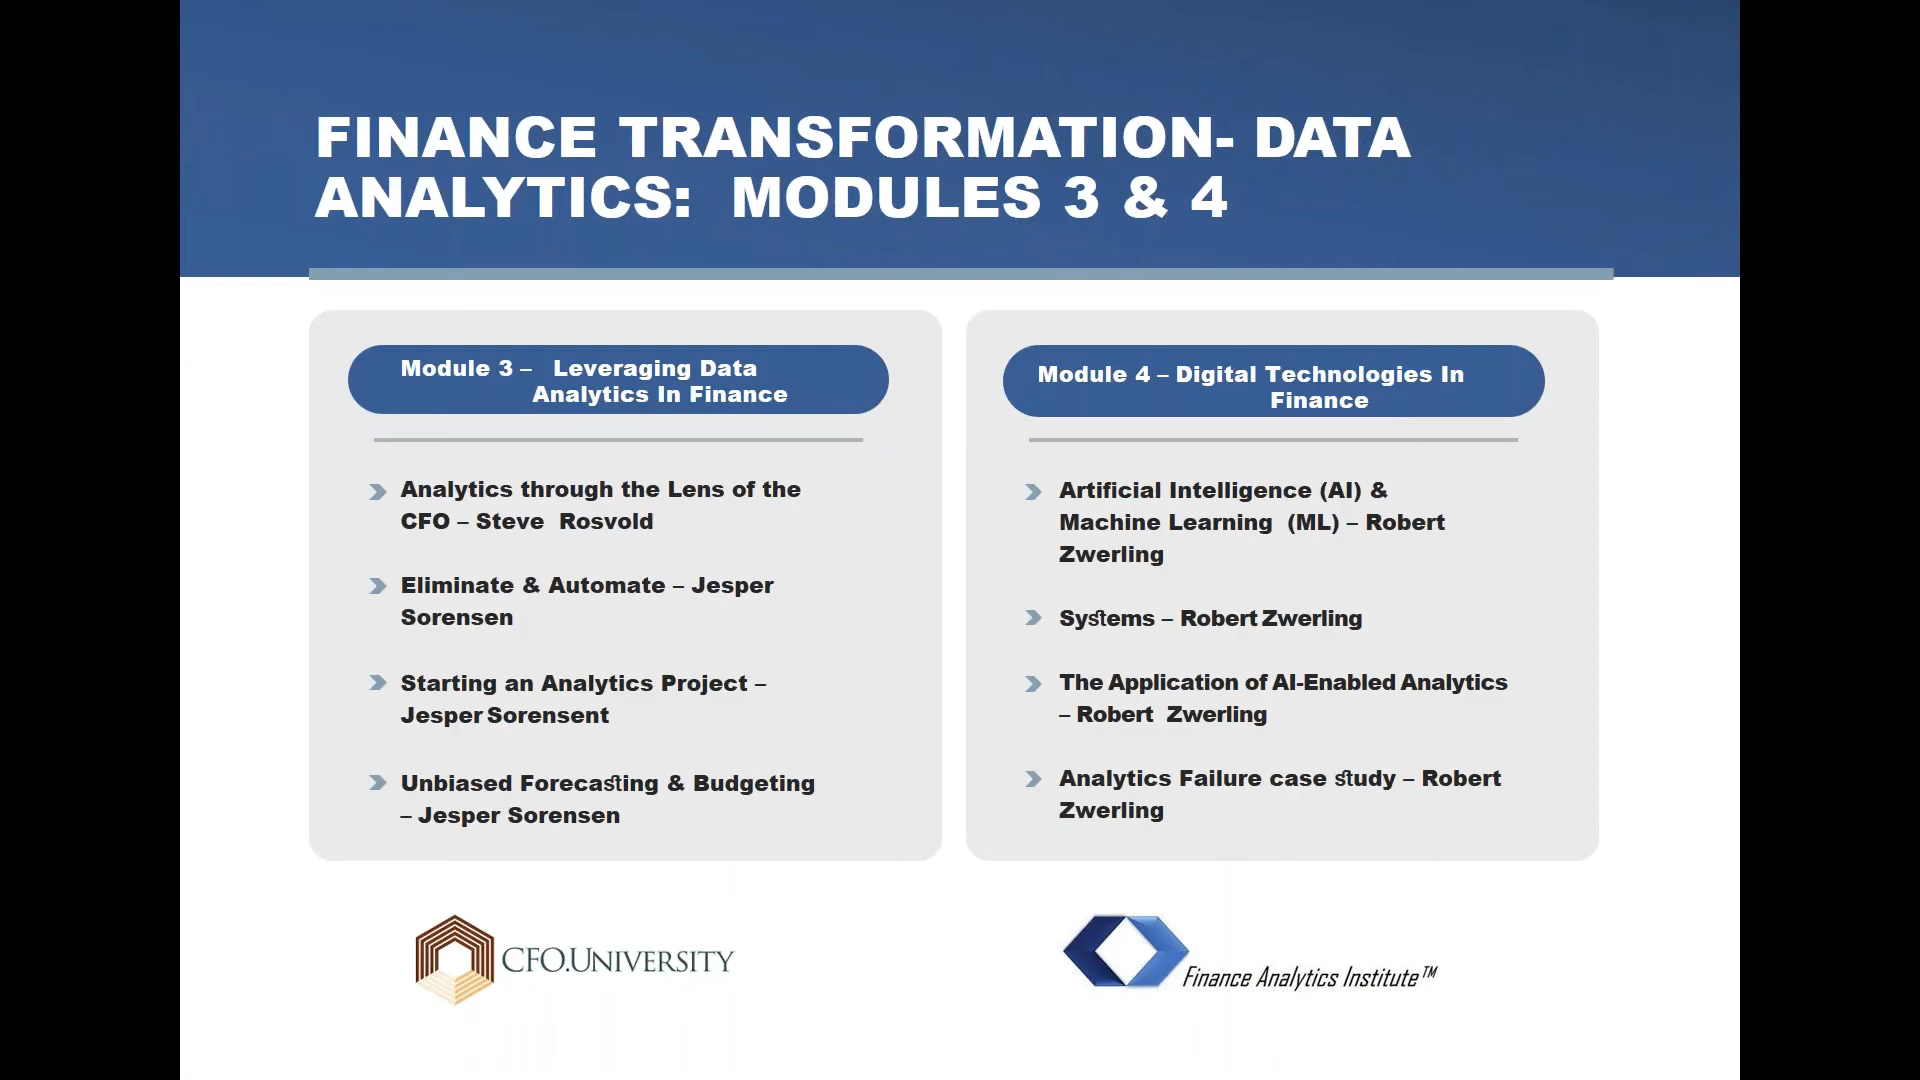 FINANCE TRANSFORMATION- DATA
ANALYTICS: MODULES 3 & 4
Module 3 – Leveraging Data
Analytics In Finance
Analytics through the Lens of the
CFO – Steve Rosvold
Eliminate & Automate – Jesper
Sorensen
Starting an Analytics Project –
Jesper Sorensent
Unbiased Forecasting & Budgeting
– Jesper Sorensen
Module 4 – Digital Technologies In
Finance
Artificial Intelligence (AI) &
Machine Learning (ML) – Robert
Zwerling
Systems – Robert Zwerling
The Application of AI-Enabled Analytics
– Robert Zwerling
Analytics Failure case study – Robert
Zwerling
CFO.UNIVERSITY
Finance Analytics Institute™